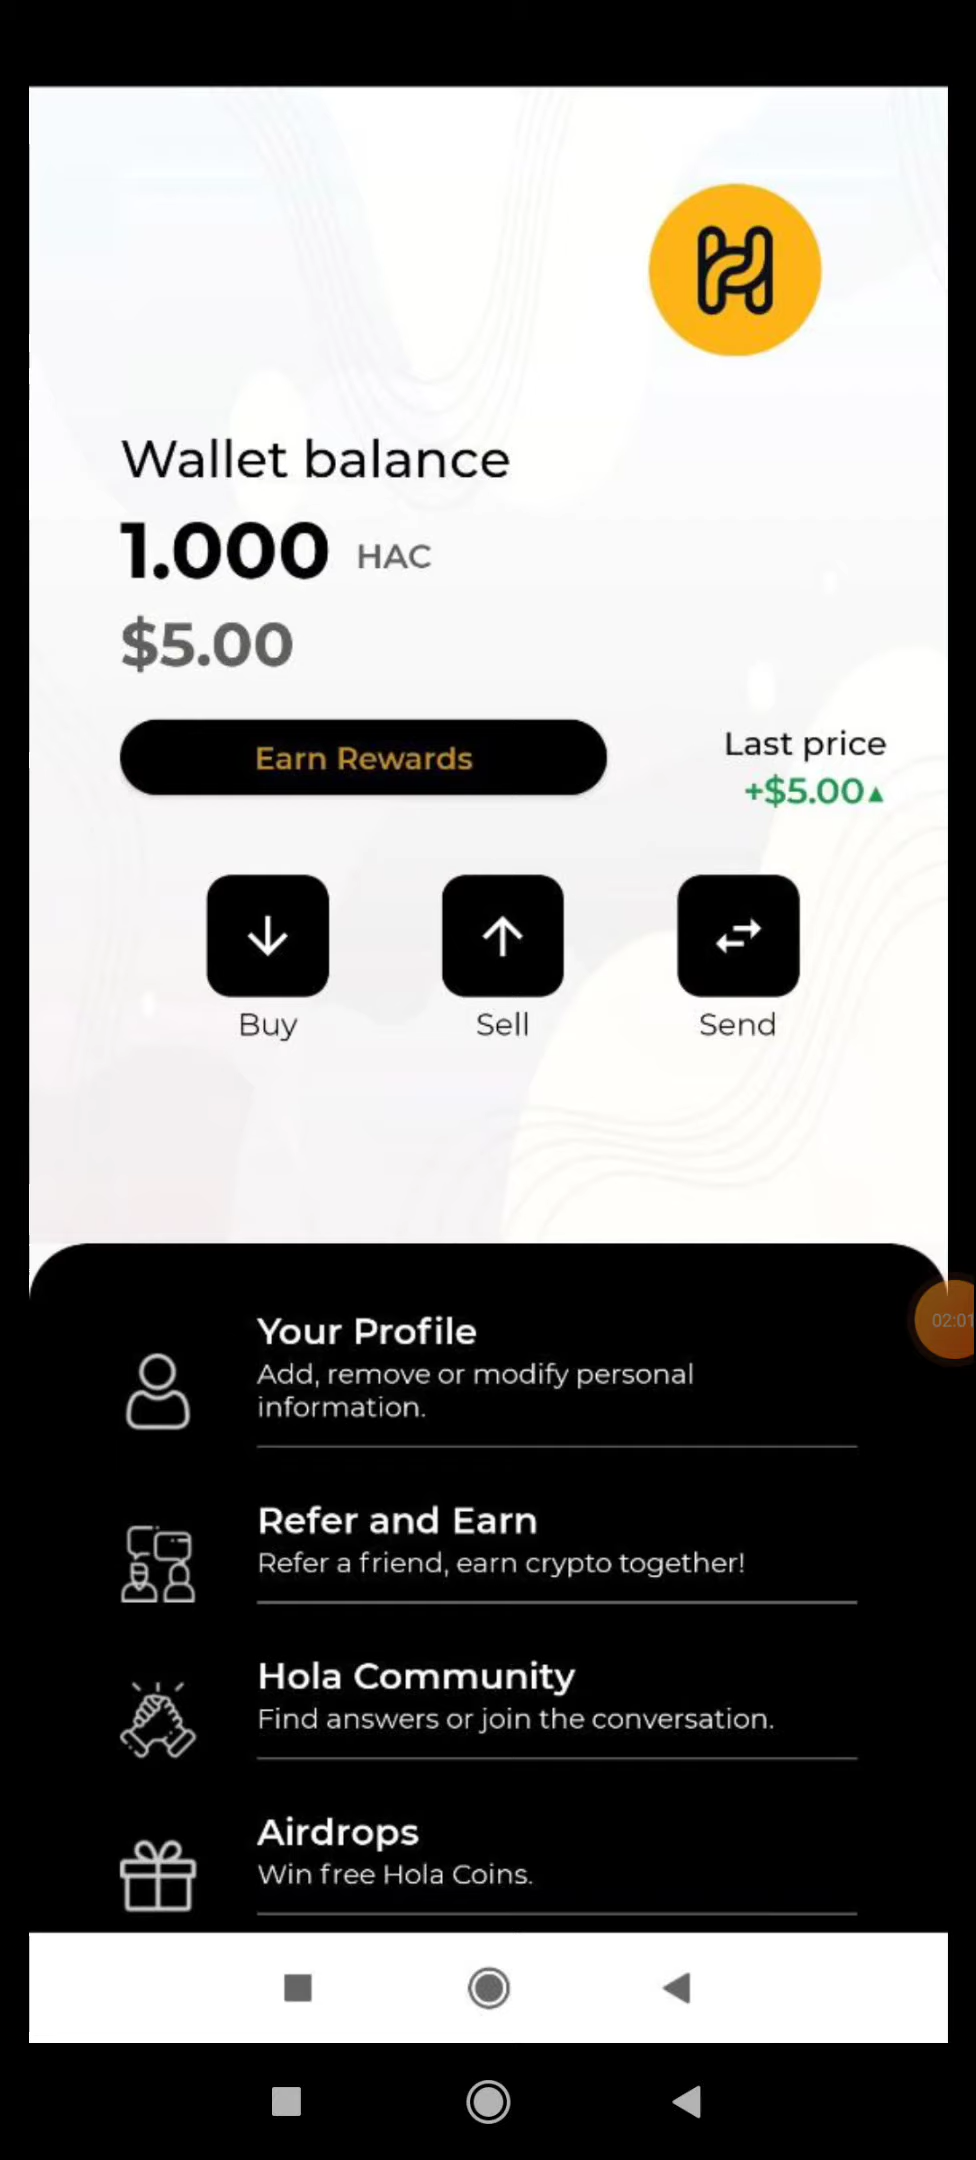 Wallet balance
1.000 HAC
$5.00
Earn Rewards
Last price
+$5.00▲
Buy
Sell
Send
Your Profile
Add, remove or modify personal
information.
02:01
Refer and Earn
Refer a friend, earn crypto together!
Hola Community
Find answers or join the conversation.
Airdrops
Win free Hola Coins.